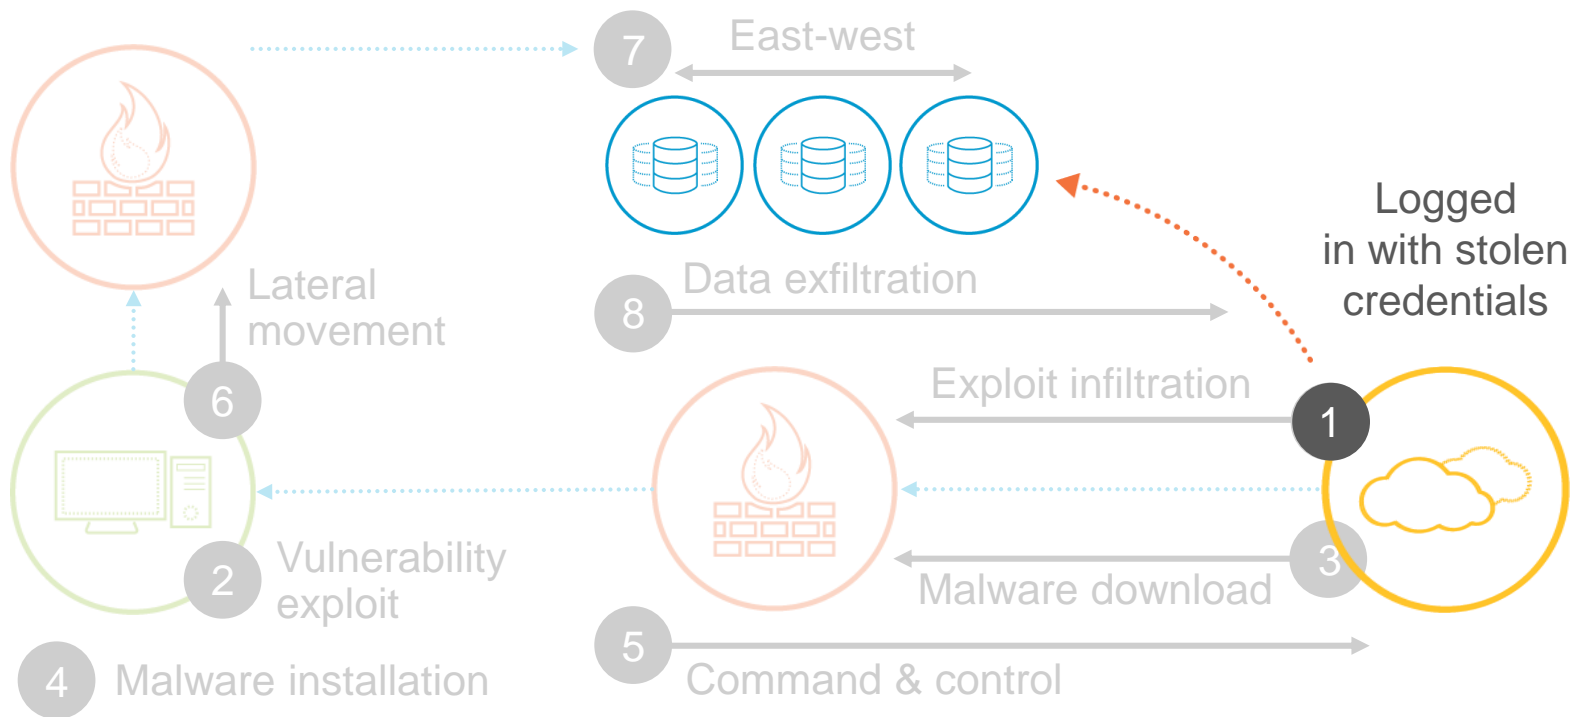 7
East-west
Logged
in with stolen
credentials
Lateral
movement
8
Data exfiltration
6
Exploit infiltration
1
2
Vulnerability
exploit
3
Malware download
4
Malware installation
5
Command & control